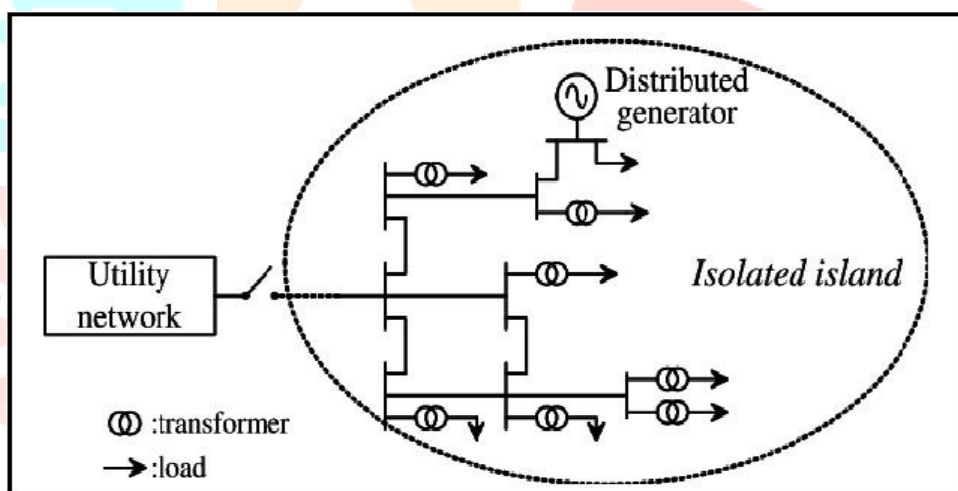 Distributed
generator
Utility
network
Isolated island
:transformer
:load